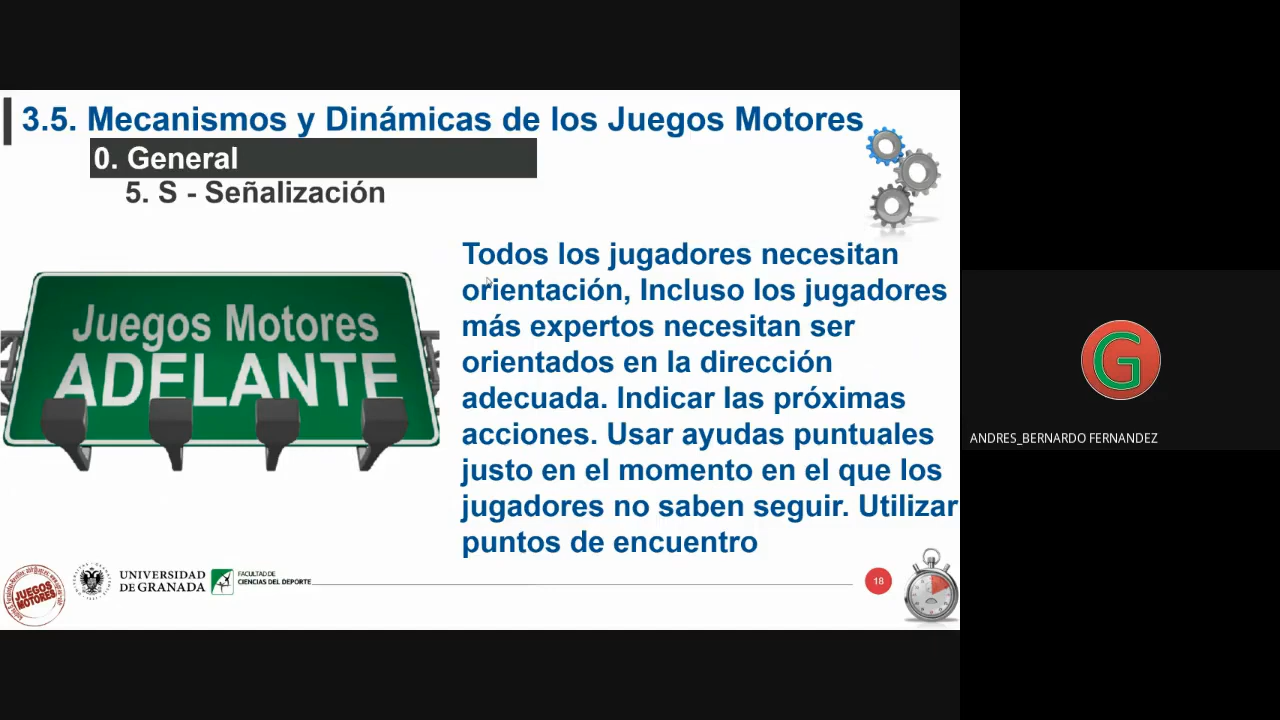 3.5. Mecanismos y Dinámicas de los Juegos Motores
0. General
5. S - Señalización
Juegos Motores
ADELANTE
Todos los jugadores necesitan
orientación, Incluso los jugadores
más expertos necesitan ser
orientados en la dirección
adecuada. Indicar las próximas
acciones. Usar ayudas puntuales
justo en el momento en el que los
jugadores no saben seguir. Utilizar
puntos de encuentro
JUEGOS
MOTORES
UNIVERSIDAD
DE GRANADA
FACULTAD DE
CIENCIAS DEL DEPORTE
18
G
ANDRES_BERNARDO FERNANDEZ